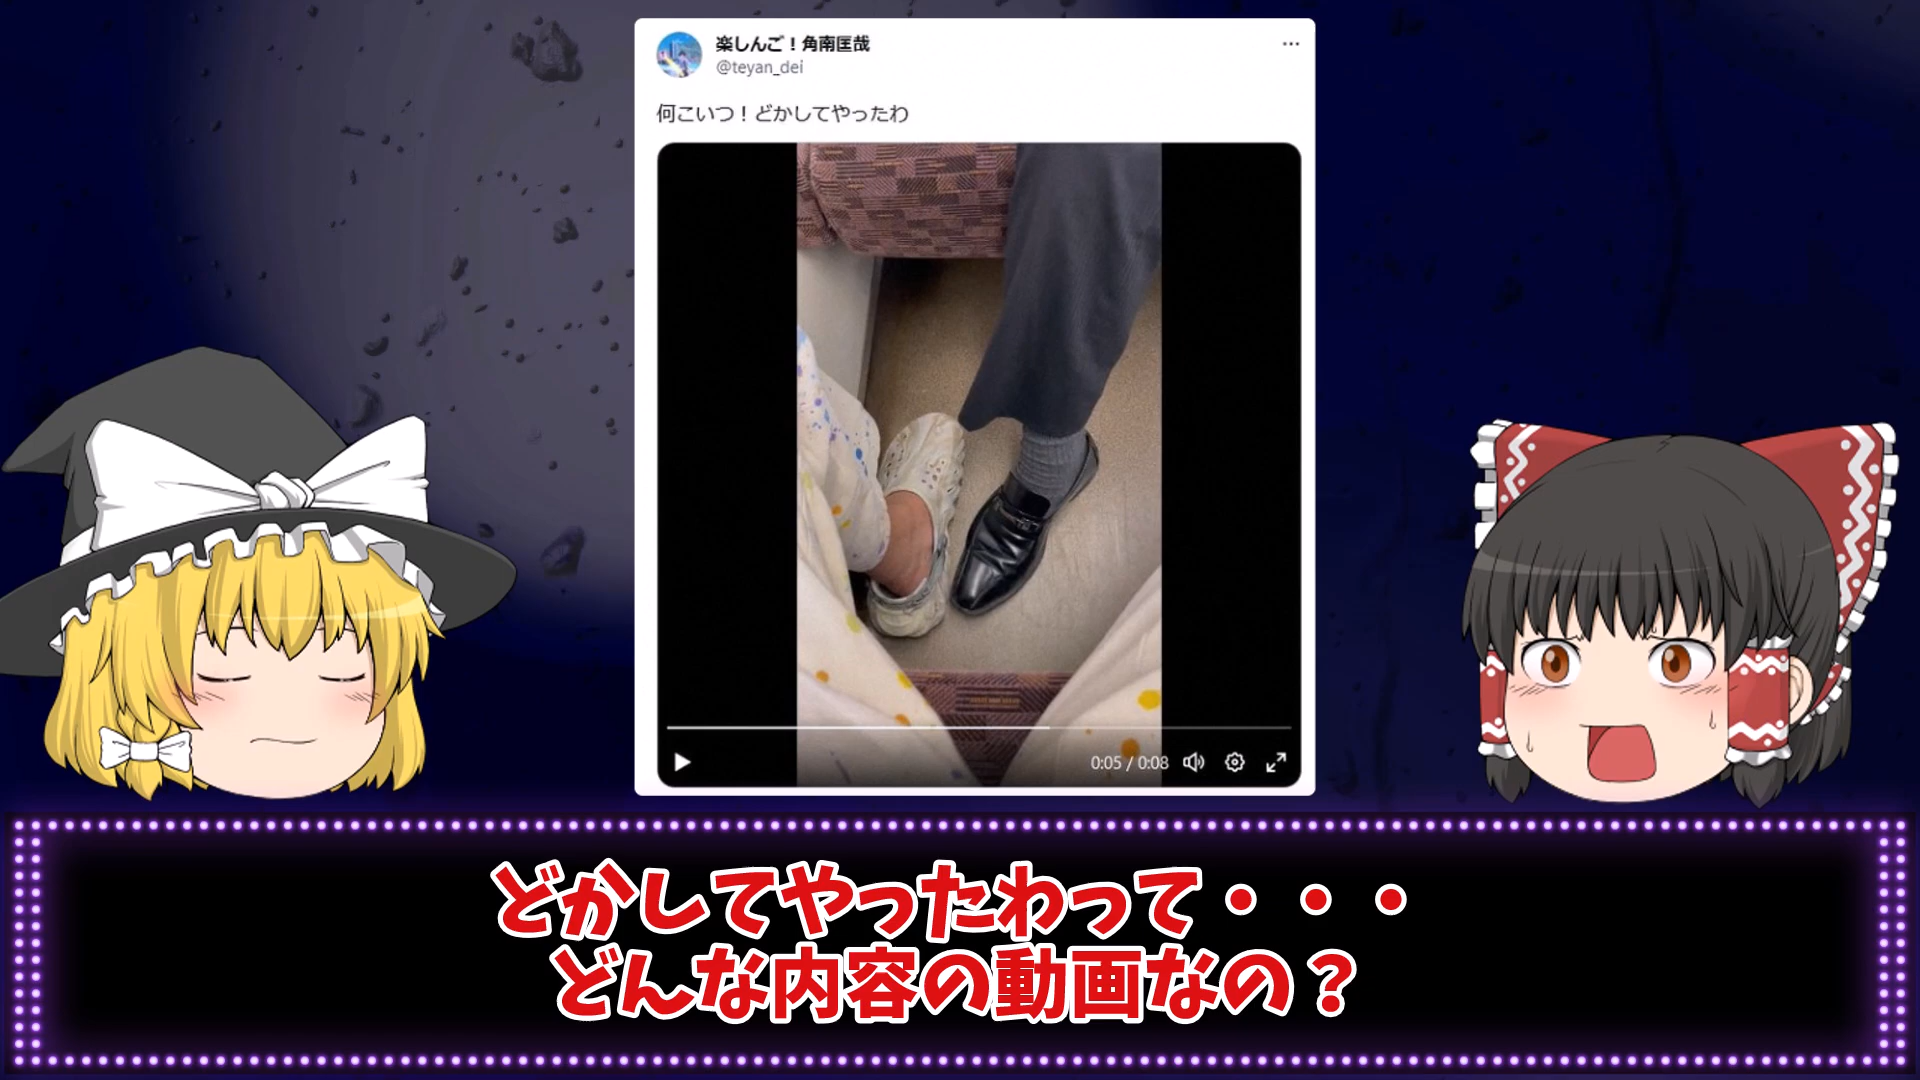 楽しんご！角南匡哉
@teyan_dei
何こいつ！どかしてやったわ
0:05 / 0:08
どかしてやったわって・・・
どんな内容の動画なの？